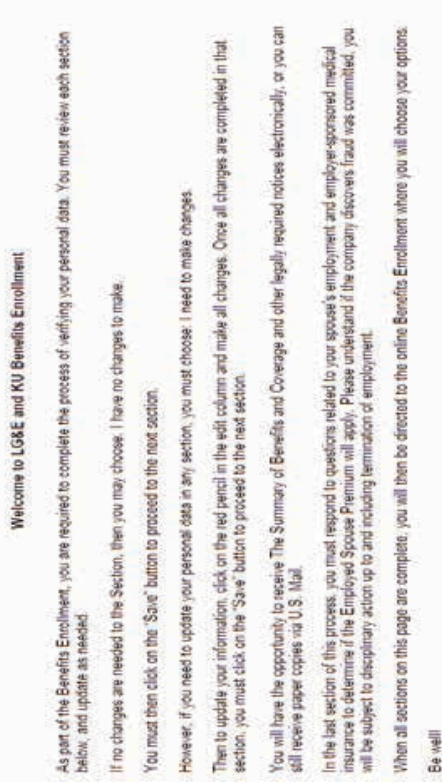 Welcome to LG&E and KU Benefits Enrollment
As part of the Benefits Enrollment, you are required to complete the process of verifying your personal data. You must review each section
below, and update as needed.
If no changes are needed to the Section, then you may choose: I have no changes to make.
You must then click on the "Save" button to proceed to the next section.
However, if you need to update your personal data in any section, you must choose: I need to make changes.
Then to update your information, click on the red pencil in the edit column and make all changes. Once all changes are completed in that
section, you must click on the "Save" button to proceed to the next section.
You will have the opportunity to receive The Summary of Benefits and Coverage and other legally required notices electronically, or you can
still receive paper copies via U.S. Mail.
In the last section of this process, you must respond to questions related to your spouse's employment and employer-sponsored medical
insurance to determine if the Employed Spouse Premium will apply. Please understand if the company discovers fraud was committed, you
will be subject to disciplinary action up to and including termination of employment.
When all sections on this page are complete, you will then be directed to the online Benefits Enrollment where you will choose your options.
Be well!